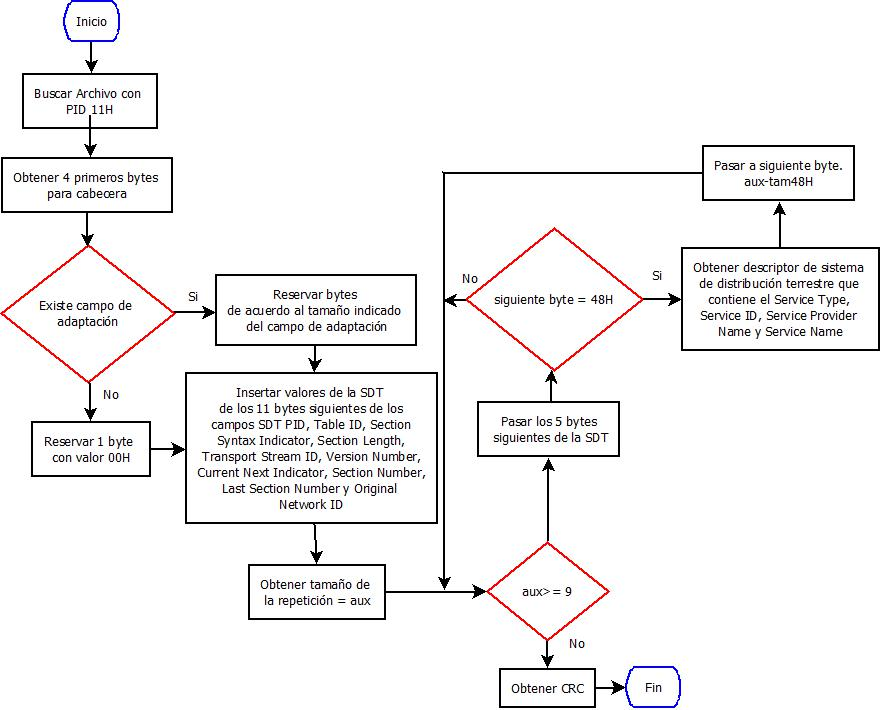 Inicio
Buscar Archivo con
PID 11H
Obtener 4 primeros bytes
para cabecera
Existe campo de
adaptación
Si
Reservar bytes
de acuerdo al tamaño indicado
del campo de adaptación
No
Reservar 1 byte
con valor 00H
Insertar valores de la SDT
de los 11 bytes siguientes de los
campos SDT PID, Table ID, Section
Syntax Indicator, Section Length,
Transport Stream ID, Version Number,
Current Next Indicator, Section Number,
Last Section Number y Original
Network ID
Obtener tamaño de
la repetición = aux
aux>= 9
No
Obtener CRC
Fin
Pasar los 5 bytes
siguientes de la SDT
siguiente byte = 48H
No
Si
Obtener descriptor de sistema
de distribución terrestre que
contiene el Service Type,
Service ID, Service Provider
Name y Service Name
Pasar a siguiente byte.
aux-tam48H